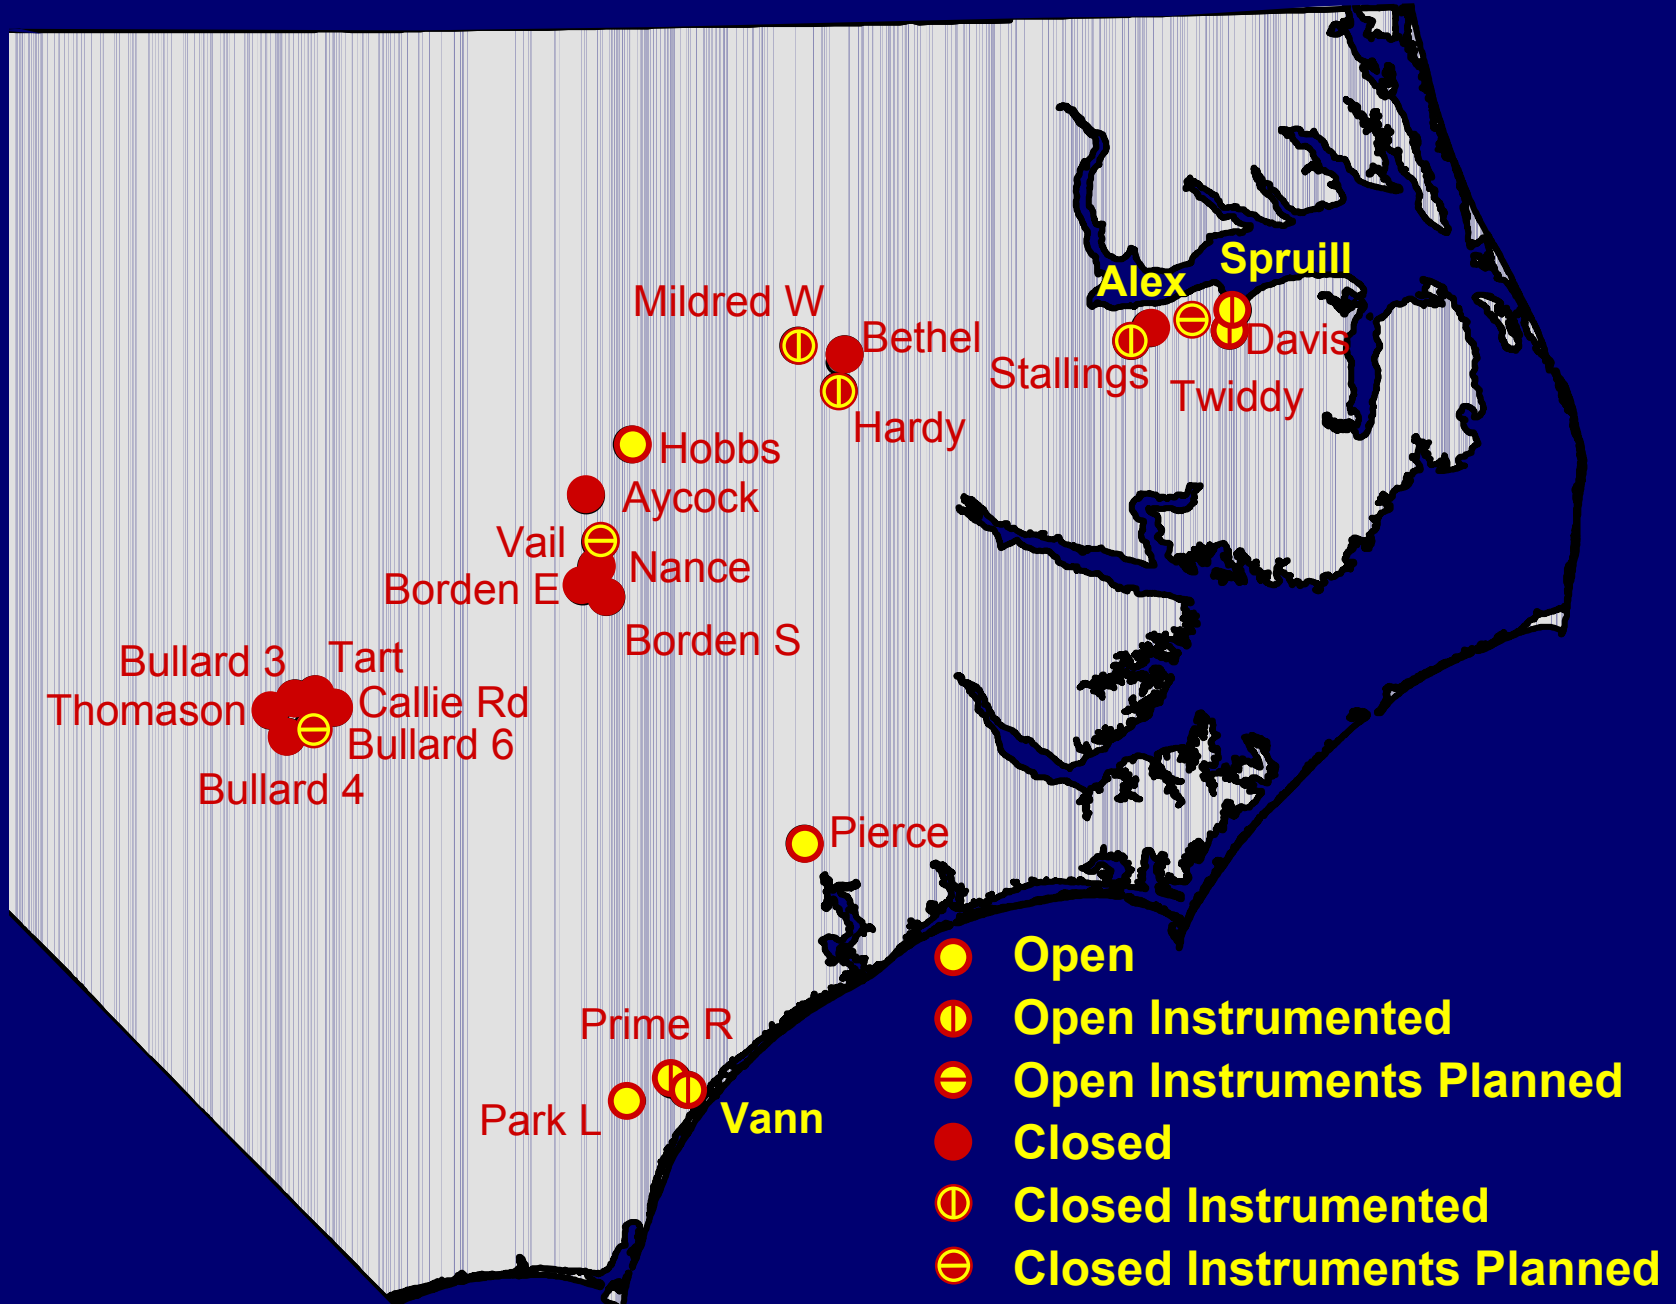 Spruill
Alex
Mildred W
Bethel
Davis
Stallings
Twiddy
Hardy
Hobbs
Aycock
Vail
Nance
Borden E
Borden S
Bullard 3
Tart
Thomason
Callie Rd
Bullard 6
Bullard 4
Pierce
Prime R
Park L
Vann
Open
Open Instrumented
Open Instruments Planned
Closed
Closed Instrumented
Closed Instruments Planned